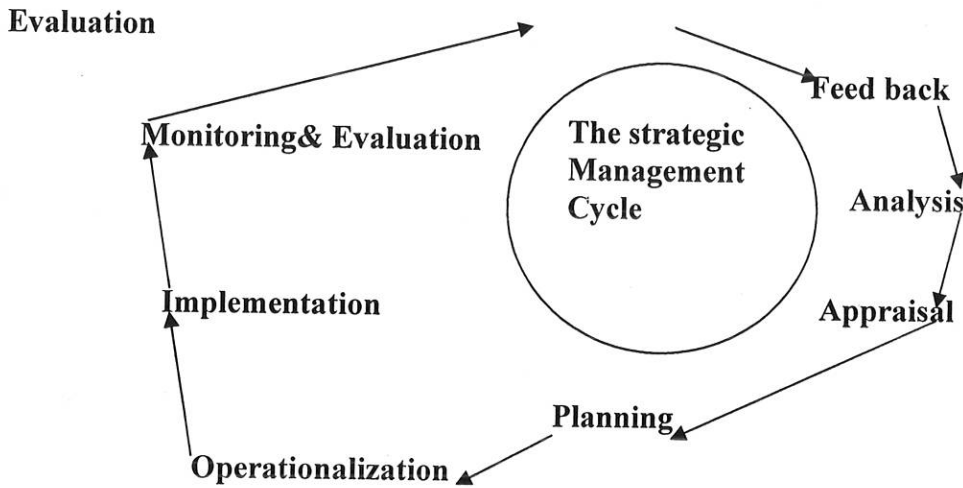 Evaluation
Feed back
Monitoring& Evaluation
The strategic
Management
Cycle
Analysis
Implementation
Appraisal
Planning
Operationalization